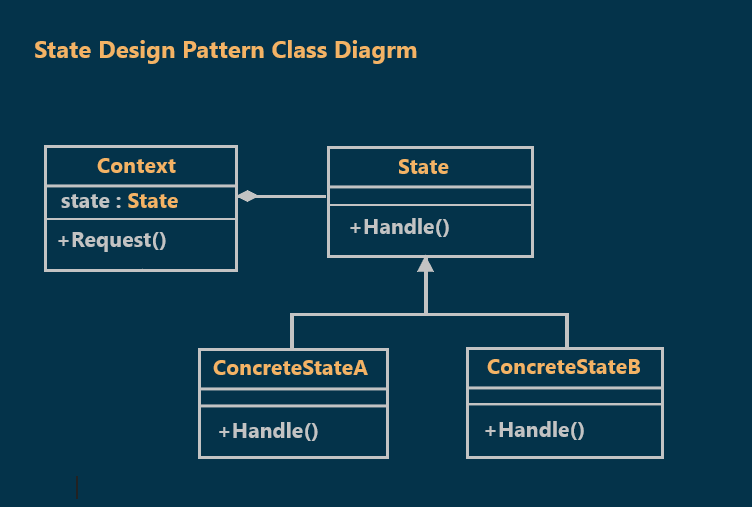 State Design Pattern Class Diagrm
Context
state : State
+Request()
State
+Handle()
ConcreteStateA
+Handle()
ConcreteStateB
+Handle()